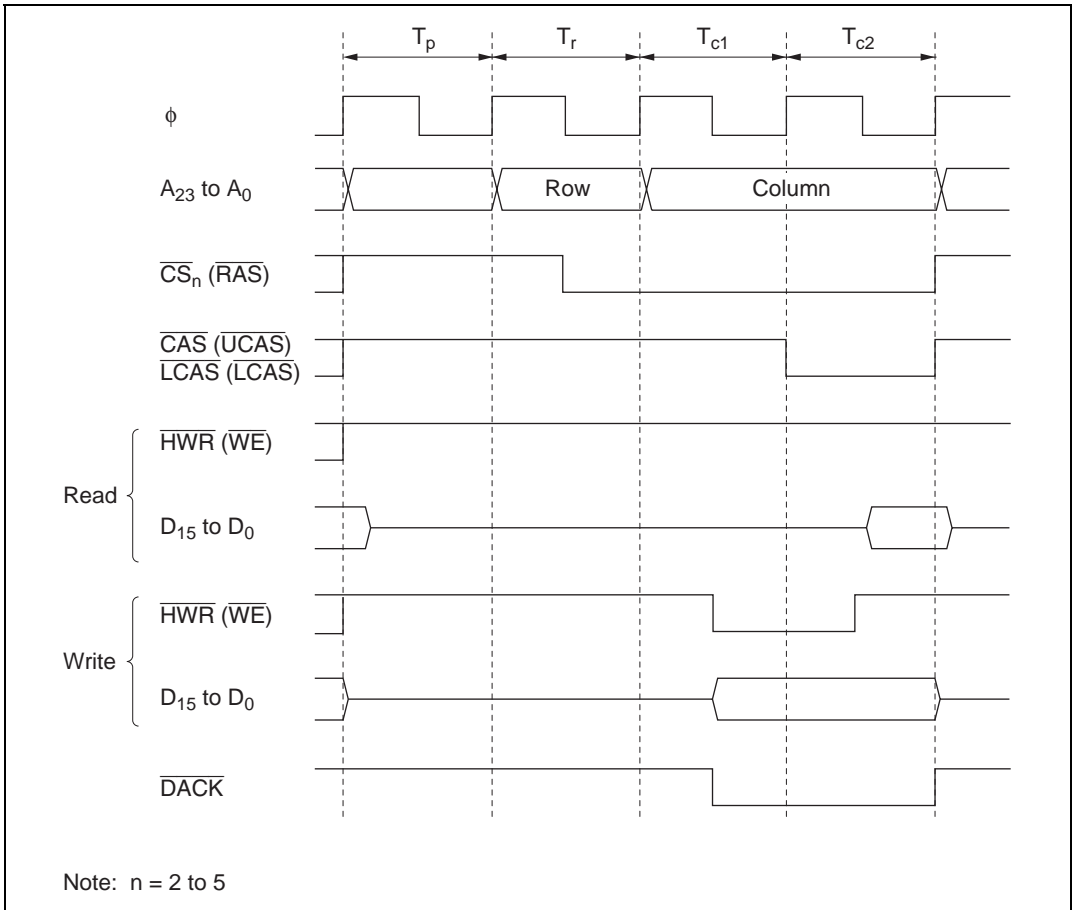 Tp Tr Tc1 Tc2
φ
A23 to A0
Row Column
CSn (RAS)
CAS (UCAS)
LCAS (LCAS)
HWR (WE)
Read
D15 to D0
HWR (WE)
Write
D15 to D0
DACK
Note: n = 2 to 5